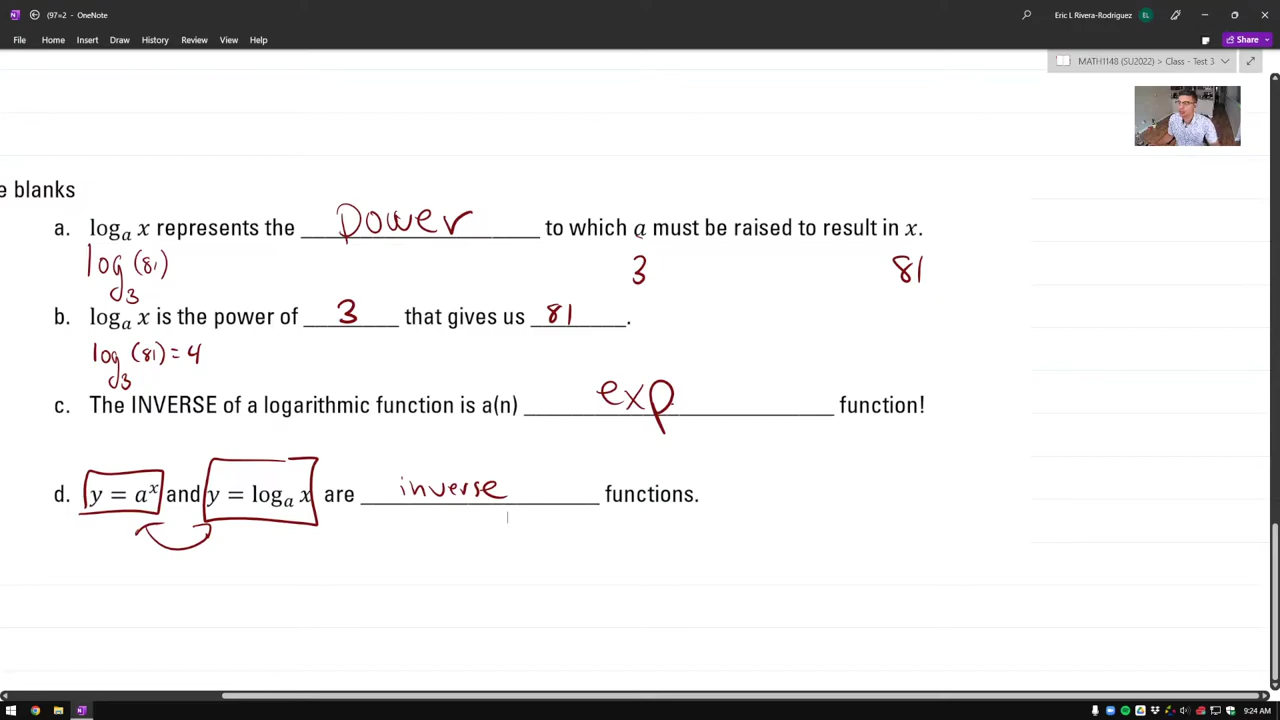 (97=2 - OneNote
Eric L Rivera-Rodriguez EL
File Home Insert Draw History Review View Help
Share
MATH1148 (SU2022) > Class - Test 3
e blanks
a. logₐ x represents the power to which a must be raised to result in x.
log₃(81) 3 81
b. logₐ x is the power of 3 that gives us 81.
log₃(81) = 4
c. The INVERSE of a logarithmic function is a(n) exp function!
d. y = aˣ and y = logₐ x are inverse functions.
9:24 AM